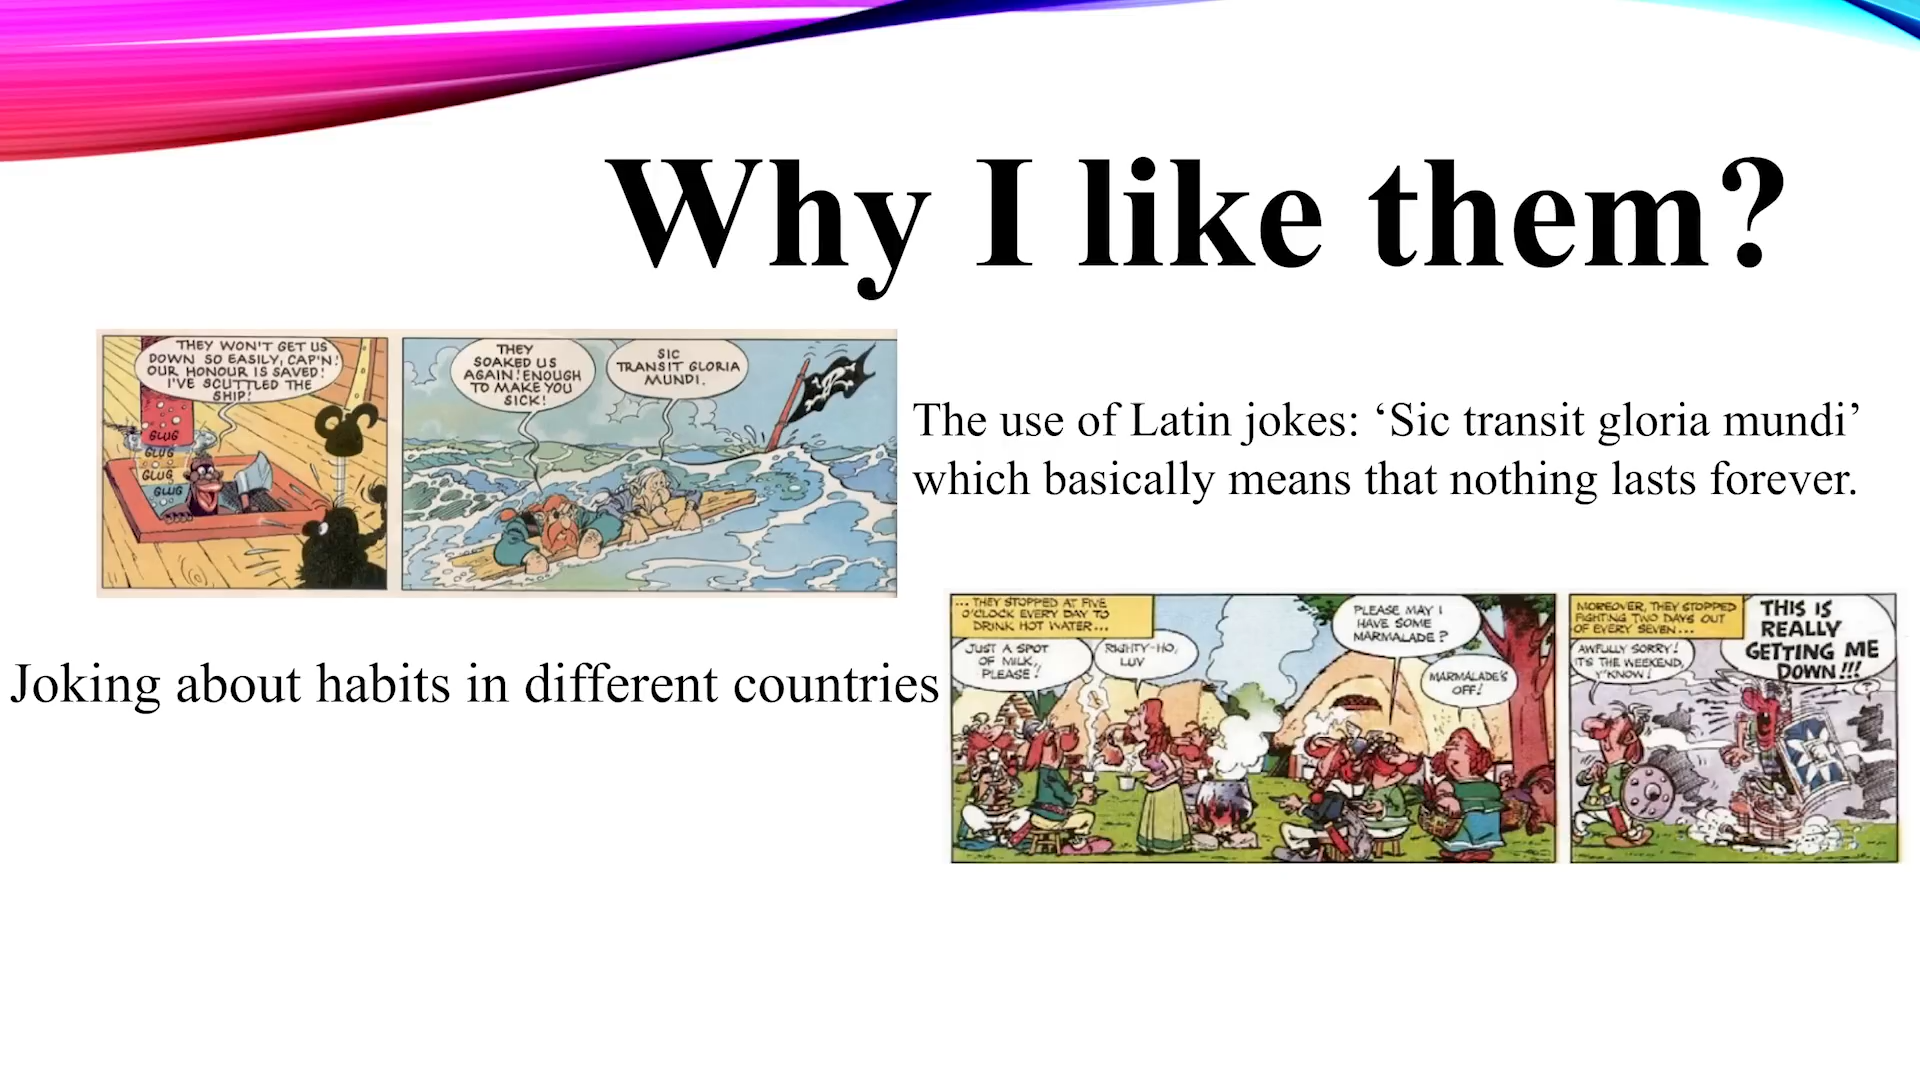 Why I like them?
THEY WON'T GET US
DOWN SO EASILY, CAP'N!
OUR HONOUR IS SAVED!
I'VE SCUTTLED THE
SHIP!
GLUG
GLUG
GLUG
GLUG
THEY
SOAKED US
AGAIN! ENOUGH
TO MAKE YOU
SICK!
SIC
TRANSIT GLORIA
MUNDI.
The use of Latin jokes: ‘Sic transit gloria mundi’
which basically means that nothing lasts forever.
Joking about habits in different countries
... THEY STOPPED AT FIVE
O'CLOCK EVERY DAY TO
DRINK HOT WATER...
JUST A SPOT
OF MILK,
PLEASE!
RIGHTY-HO,
LUV
PLEASE MAY I
HAVE SOME
MARMALADE?
MARMALADE'S
OFF!
MOREOVER, THEY STOPPED
FIGHTING TWO DAYS OUT
OF EVERY SEVEN...
AWFULLY SORRY!
IT'S THE WEEKEND,
Y'KNOW!
THIS IS
REALLY
GETTING ME
DOWN!!!
?